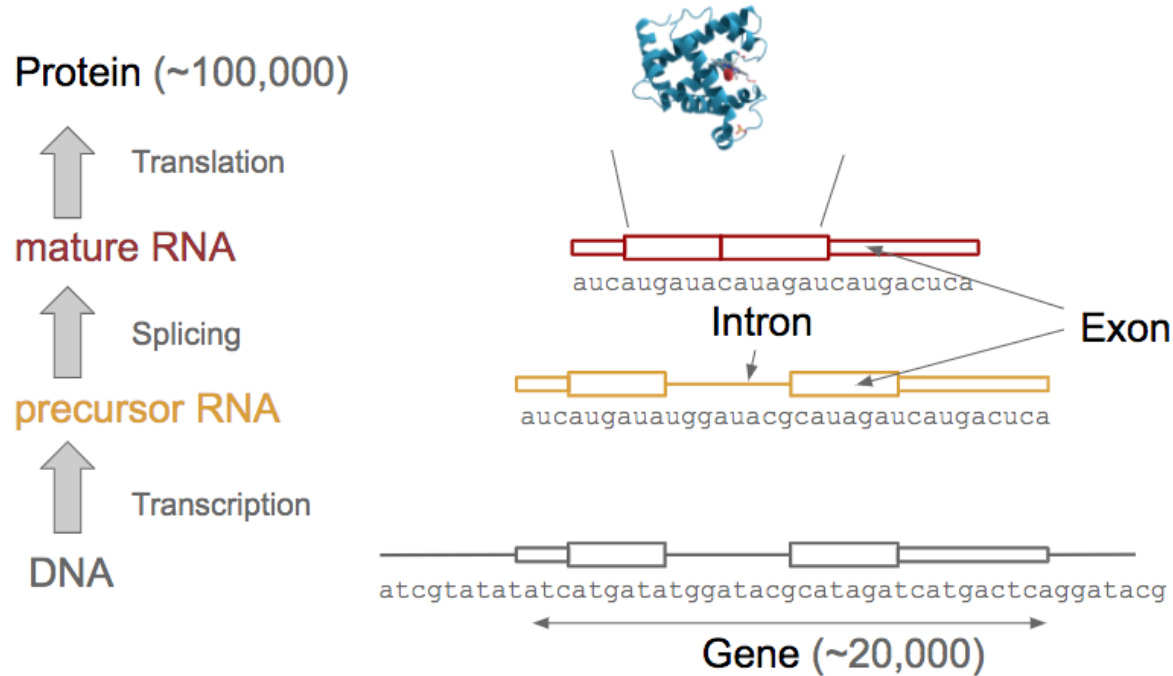 Protein (~100,000)
Translation
mature RNA
aucaugauacauagaucaugacuca
Splicing
Intron
Exon
precursor RNA
aucaugauauggauacgcauagaucaugacuca
Transcription
DNA
atcgtatatatcatgatatggatacgcatagatcatgactcaggatacg
Gene (~20,000)